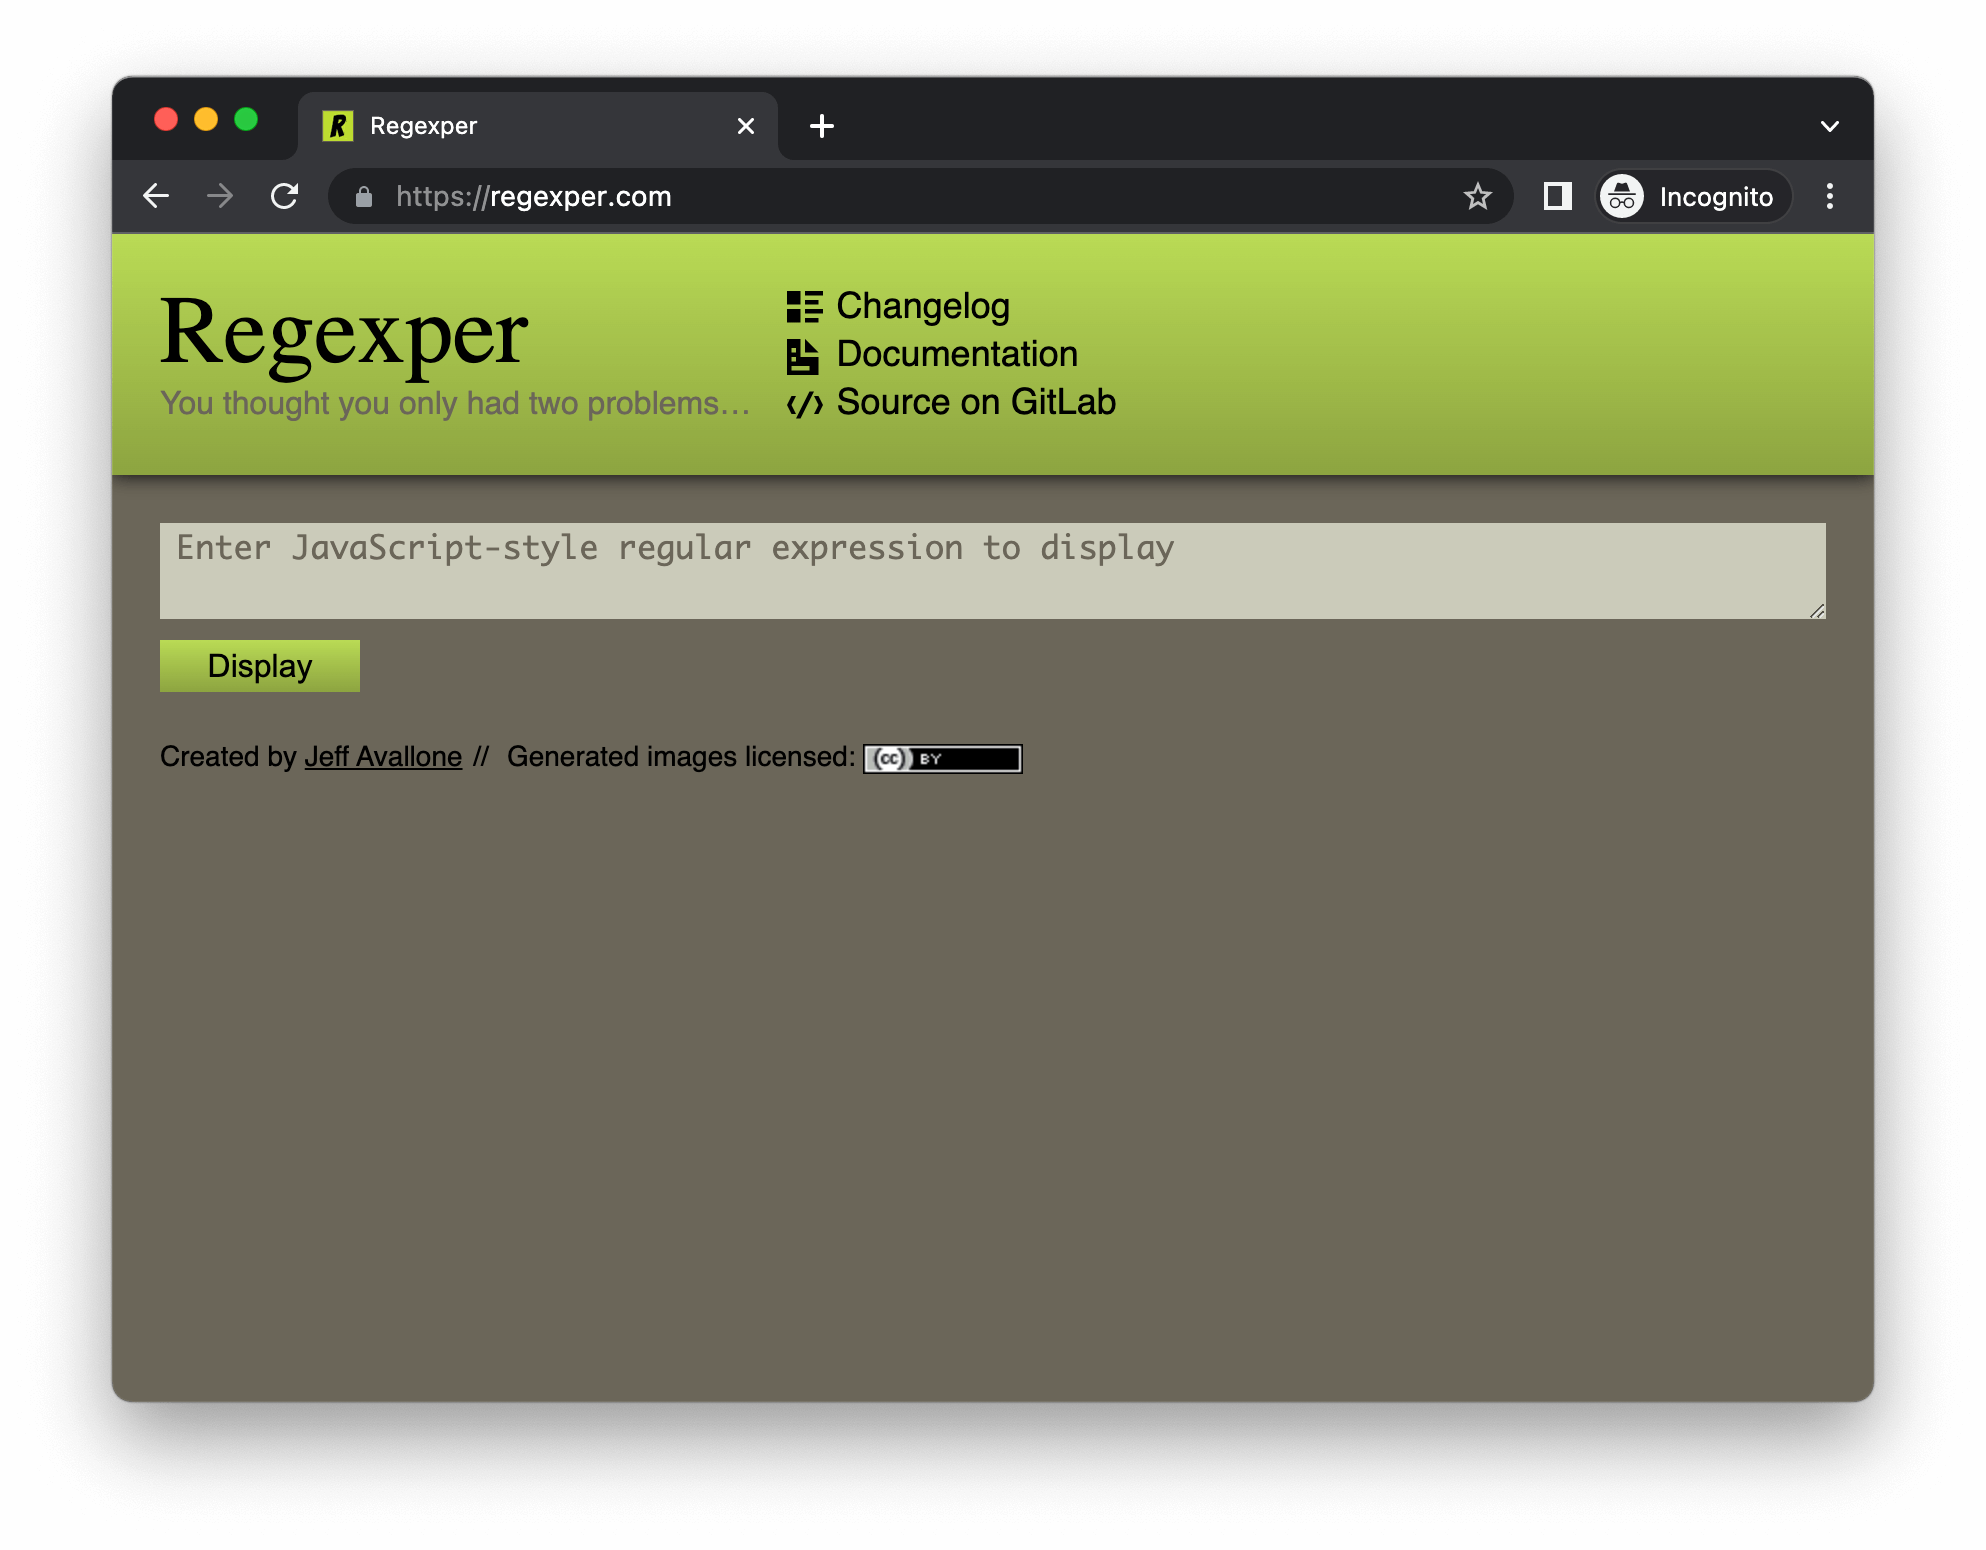 R Regexper
https://regexper.com
Incognito
Regexper
You thought you only had two problems…
Changelog
Documentation
Source on GitLab
Enter JavaScript-style regular expression to display
Display
Created by Jeff Avallone // Generated images licensed: cc BY